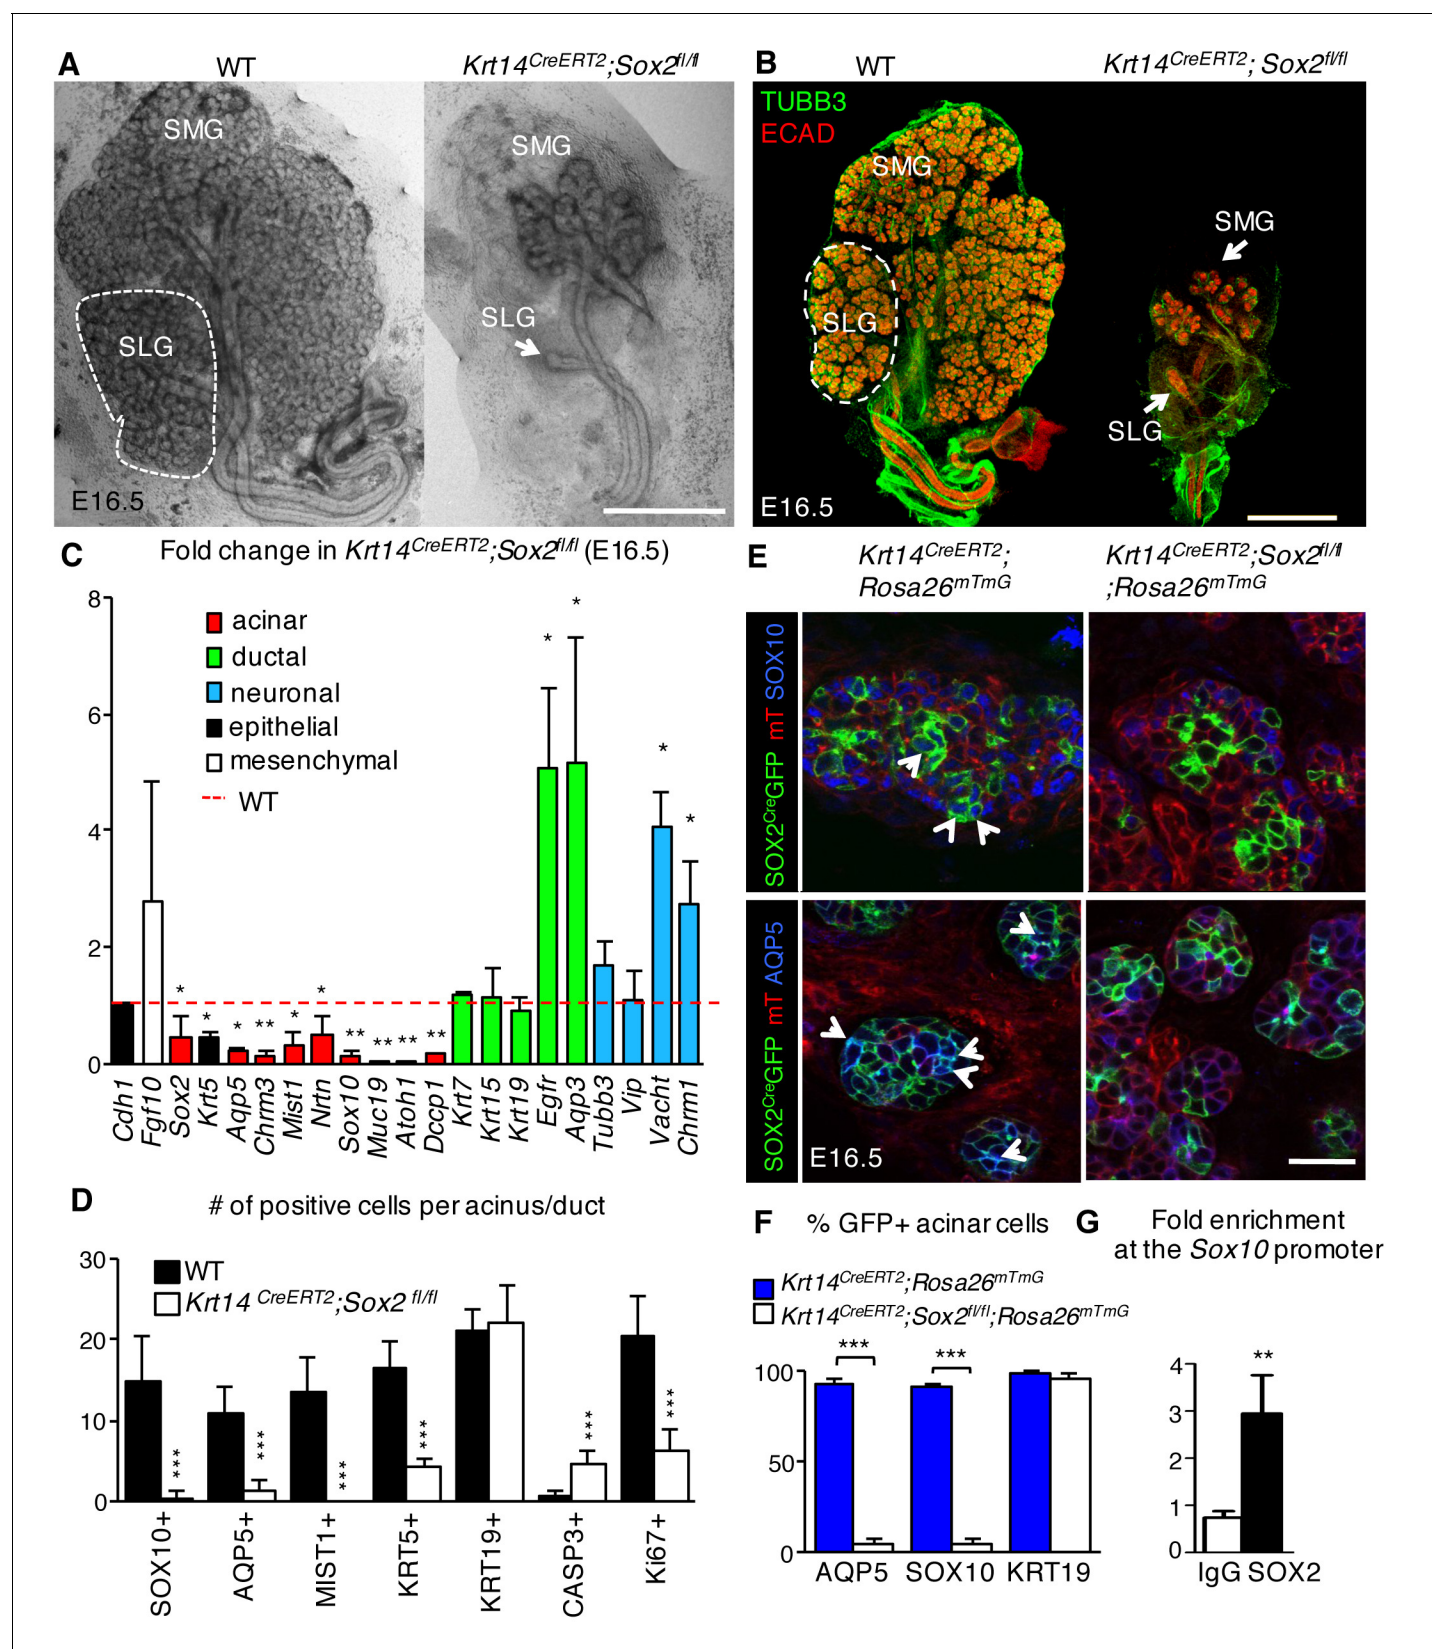 A
WT
Krt14CreERT2;Sox2fl/fl
SMG
SMG
SLG
SLG
E16.5
B
WT
Krt14CreERT2; Sox2fl/fl
TUBB3
ECAD
SMG
SMG
SLG
SLG
E16.5
C
Fold change in Krt14CreERT2;Sox2fl/fl (E16.5)
8
6
4
2
0
acinar
ductal
neuronal
epithelial
mesenchymal
WT
* * * * ** * * ** ** ** ** * * * *
Cdh1
Fgf10
Sox2
Krt5
Aqp5
Chrm3
Mist1
Nrtn
Sox10
Muc19
Atoh1
Dccp1
Krt7
Krt15
Krt19
Egfr
Aqp3
Tubb3
Vip
Vacht
Chrm1
D
# of positive cells per acinus/duct
30
20
10
0
WT
Krt14 CreERT2;Sox2 fl/fl
*** *** *** *** *** ***
SOX10+
AQP5+
MIST1+
KRT5+
KRT19+
CASP3+
Ki67+
E
Krt14CreERT2;
Rosa26mTmG
Krt14CreERT2;Sox2fl/fl
;Rosa26mTmG
SOX2CreGFP mT SOX10
SOX2CreGFP mT AQP5
E16.5
F
% GFP+ acinar cells
Krt14CreERT2;Rosa26mTmG
Krt14CreERT2;Sox2fl/fl;Rosa26mTmG
*** ***
100
50
0
AQP5 SOX10 KRT19
G
Fold enrichment
at the Sox10 promoter
**
4
3
2
1
0
IgG SOX2